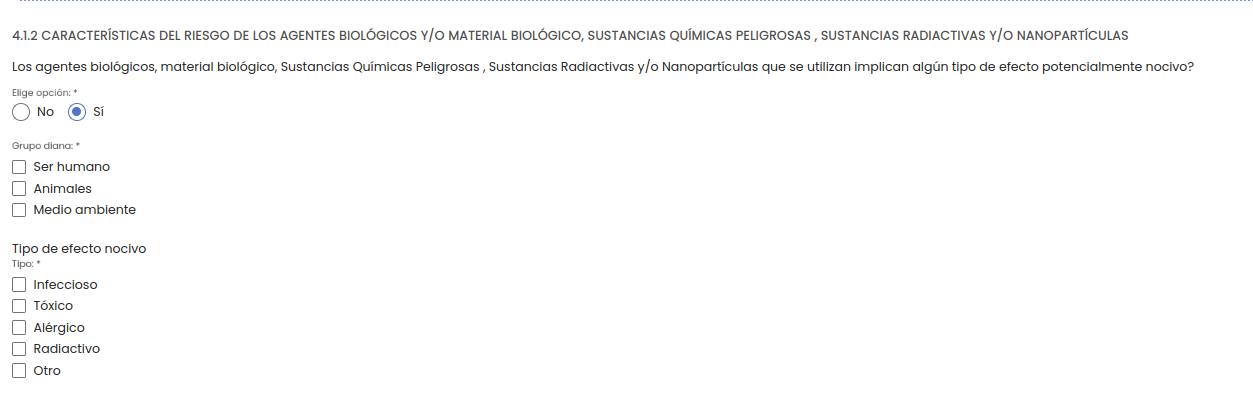 4.1.2 CARACTERÍSTICAS DEL RIESGO DE LOS AGENTES BIOLÓGICOS Y/O MATERIAL BIOLÓGICO, SUSTANCIAS QUÍMICAS PELIGROSAS , SUSTANCIAS RADIACTIVAS Y/O NANOPARTÍCULAS
Los agentes biológicos, material biológico, Sustancias Químicas Peligrosas , Sustancias Radiactivas y/o Nanopartículas que se utilizan implican algún tipo de efecto potencialmente nocivo?
Elige opción: *
No Sí
Grupo diana: *
Ser humano
Animales
Medio ambiente
Tipo de efecto nocivo
Tipo: *
Infeccioso
Tóxico
Alérgico
Radiactivo
Otro